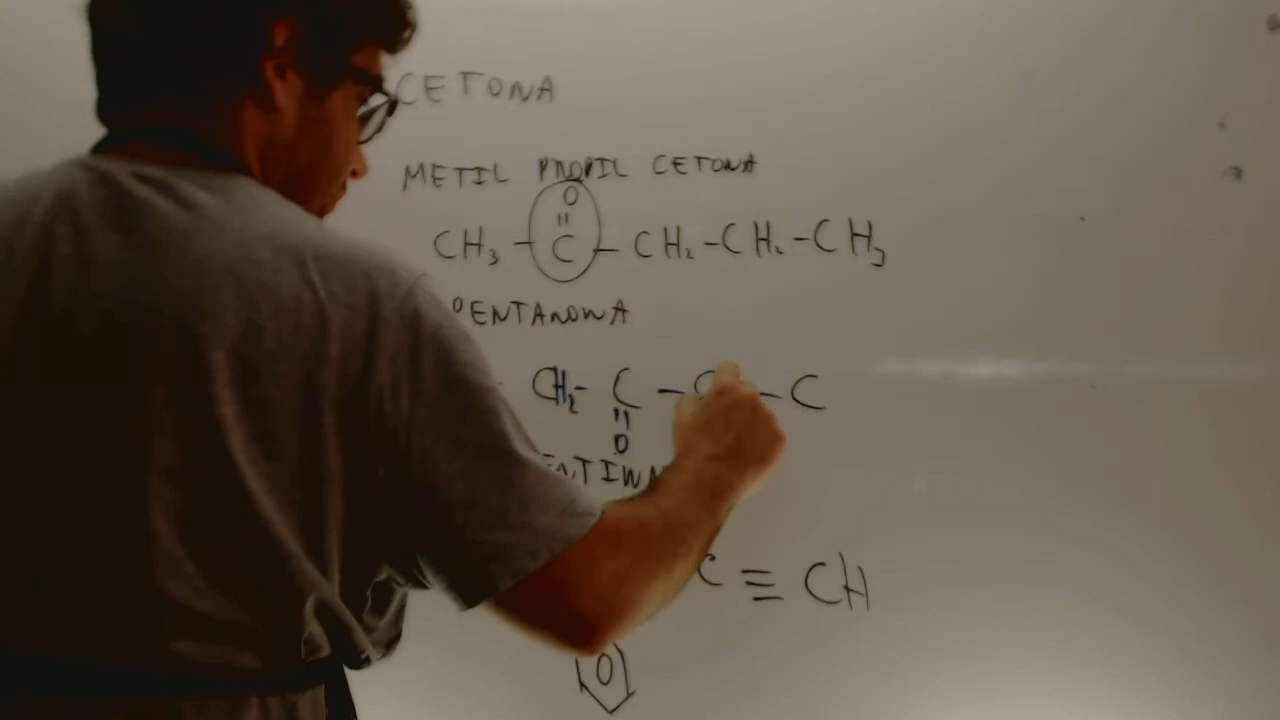 CETONA
METIL PROPIL CETONA
O
||
CH₃ - C - CH₂ - CH₂ - CH₃
PENTANONA
CH₂ - C - C - C
||
O
C ≡ CH
O